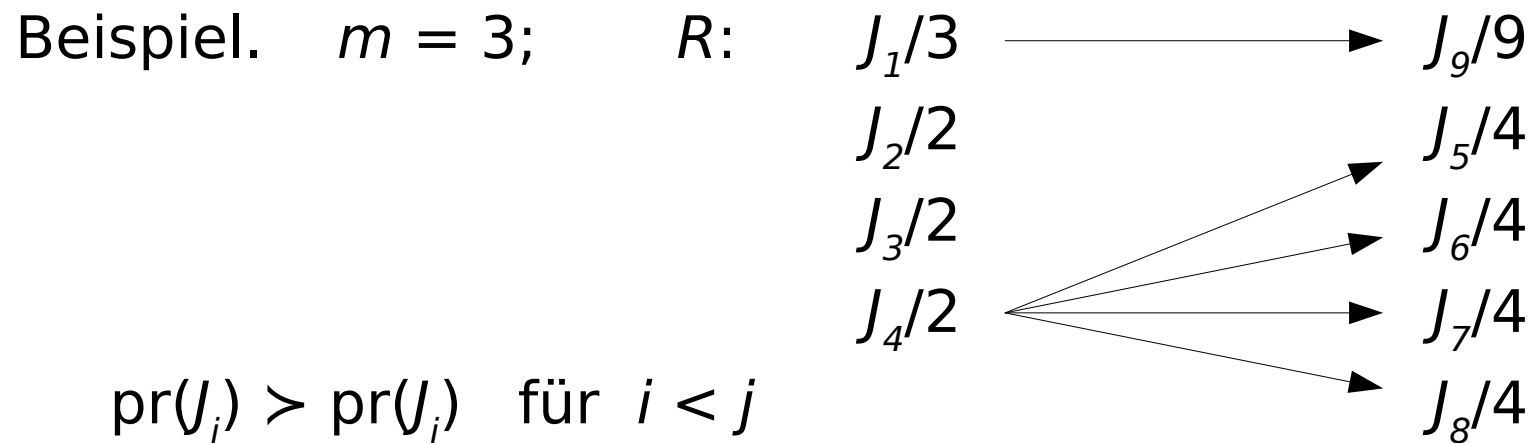 Beispiel. m = 3; R: J₁/3 J₉/9
J₂/2 J₅/4
J₃/2 J₆/4
J₄/2 J₇/4
pr(Jᵢ) ≻ pr(Jᵢ) für i < j J₈/4